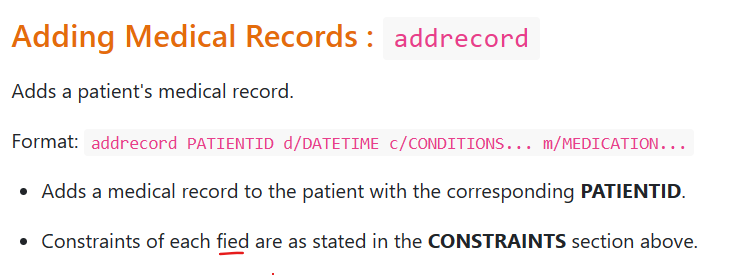 Adding Medical Records : addrecord
Adds a patient's medical record.
Format: addrecord PATIENTID d/DATETIME c/CONDITIONS... m/MEDICATION...
• Adds a medical record to the patient with the corresponding PATIENTID.
• Constraints of each fied are as stated in the CONSTRAINTS section above.